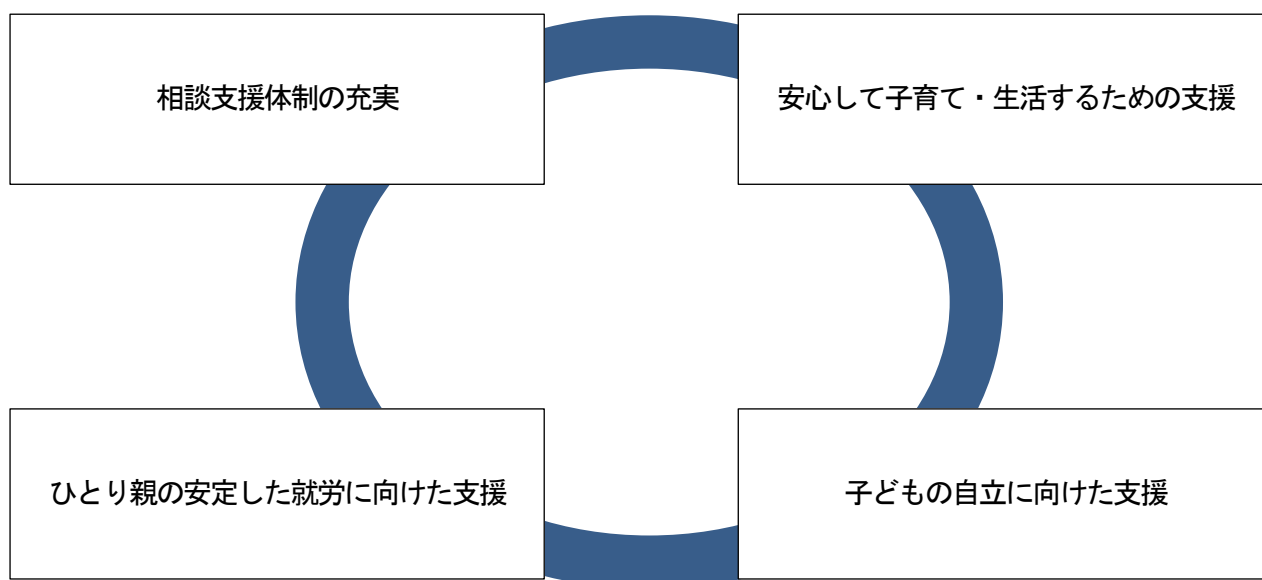 相談支援体制の充実
安心して子育て・生活するための支援
ひとり親の安定した就労に向けた支援
子どもの自立に向けた支援